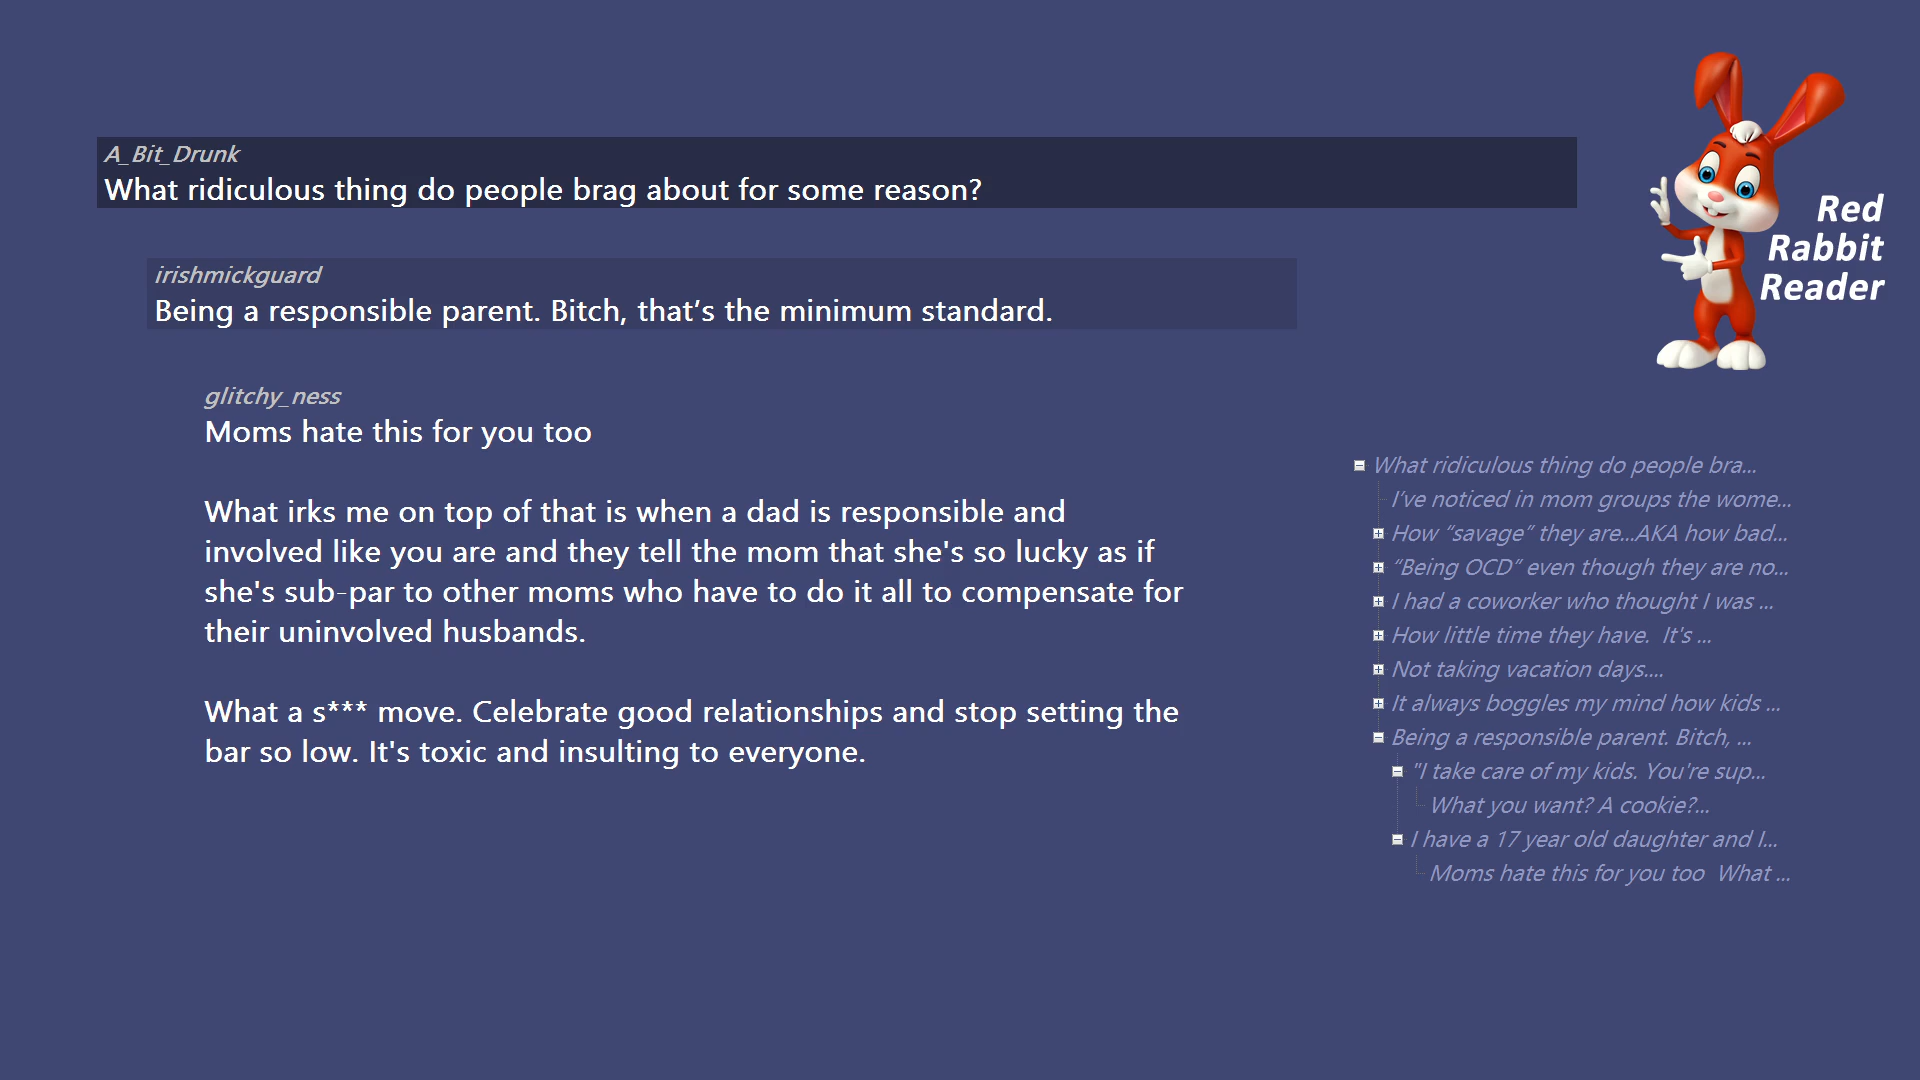 A_Bit_Drunk
What ridiculous thing do people brag about for some reason?
irishmickguard
Being a responsible parent. Bitch, that’s the minimum standard.
glitchy_ness
Moms hate this for you too
What irks me on top of that is when a dad is responsible and
involved like you are and they tell the mom that she's so lucky as if
she's sub-par to other moms who have to do it all to compensate for
their uninvolved husbands.
What a s*** move. Celebrate good relationships and stop setting the
bar so low. It's toxic and insulting to everyone.
Red
Rabbit
Reader
What ridiculous thing do people bra...
I’ve noticed in mom groups the wome...
How “savage” they are...AKA how bad...
“Being OCD” even though they are no...
I had a coworker who thought I was ...
How little time they have.  It's ...
Not taking vacation days....
It always boggles my mind how kids ...
Being a responsible parent. Bitch, ...
"I take care of my kids. You're sup...
What you want? A cookie?...
I have a 17 year old daughter and I...
Moms hate this for you too  What ...